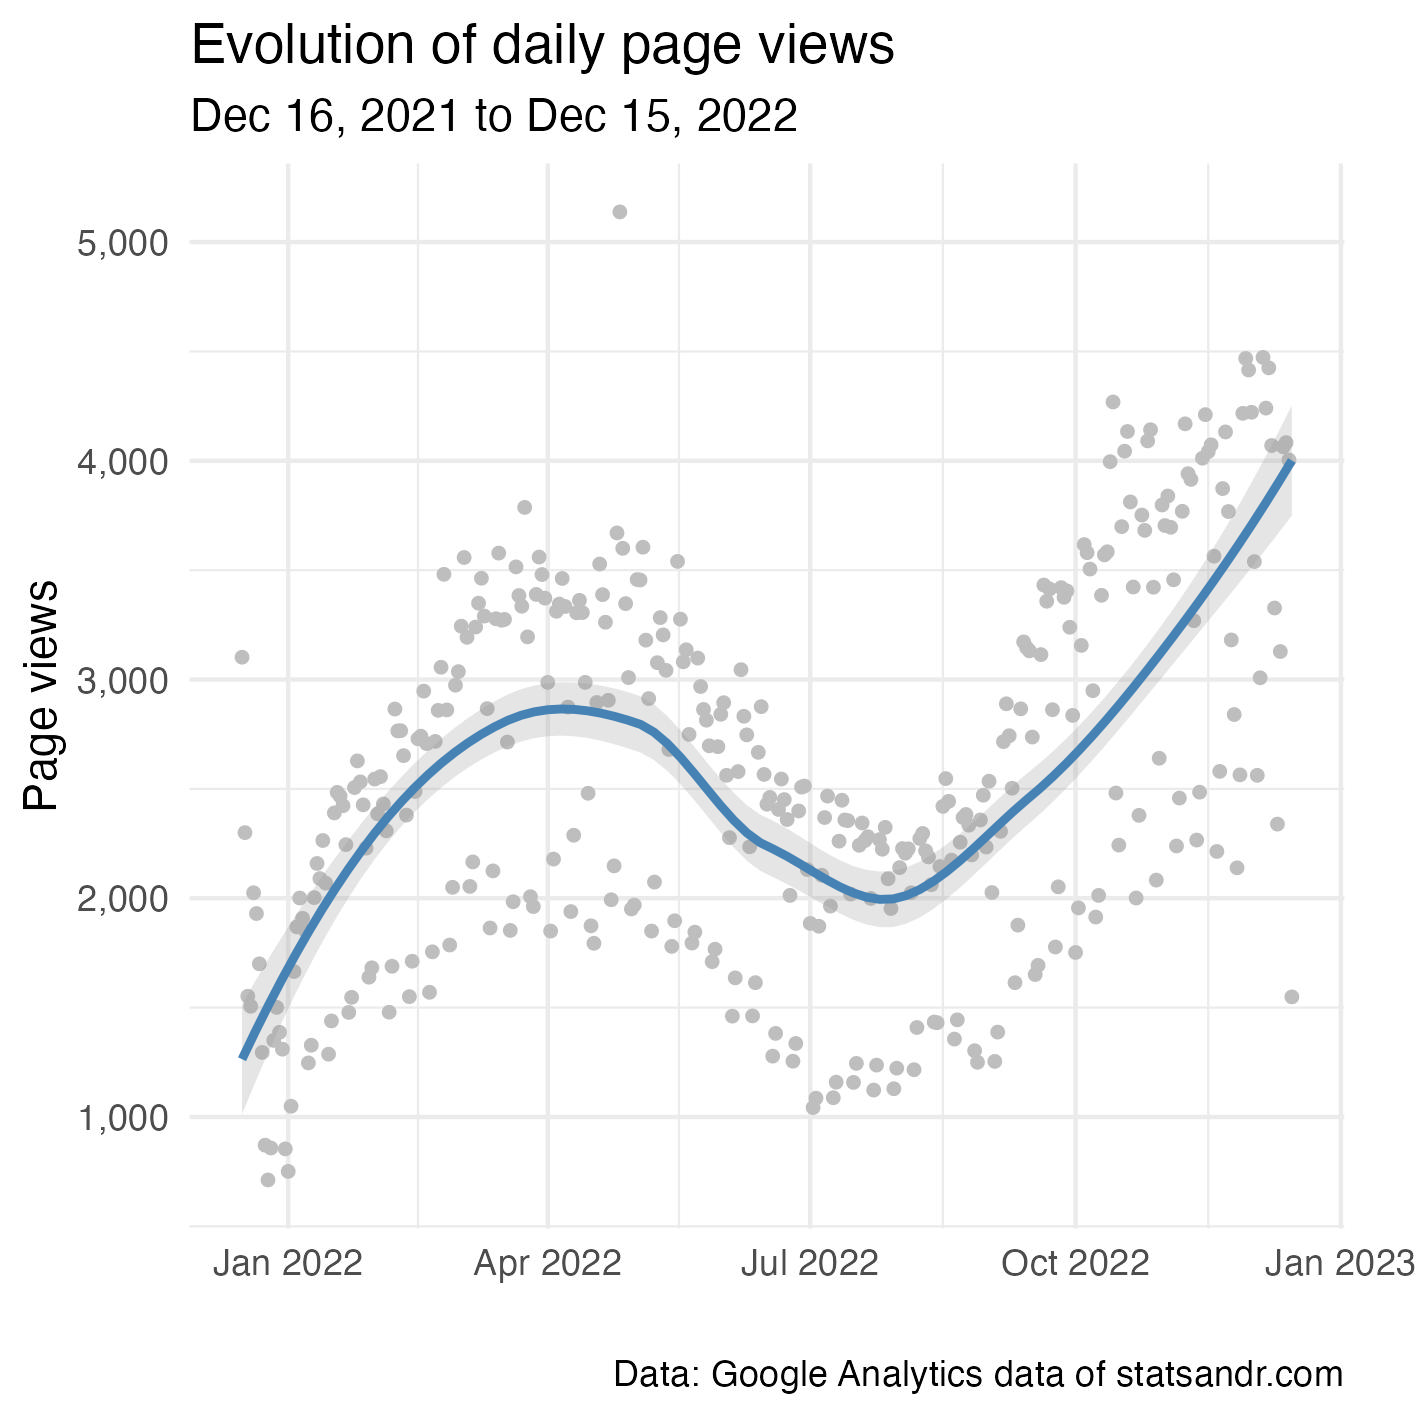 Evolution of daily page views
Dec 16, 2021 to Dec 15, 2022
Page views
5,000
4,000
3,000
2,000
1,000
Jan 2022 Apr 2022 Jul 2022 Oct 2022 Jan 2023
Data: Google Analytics data of statsandr.com